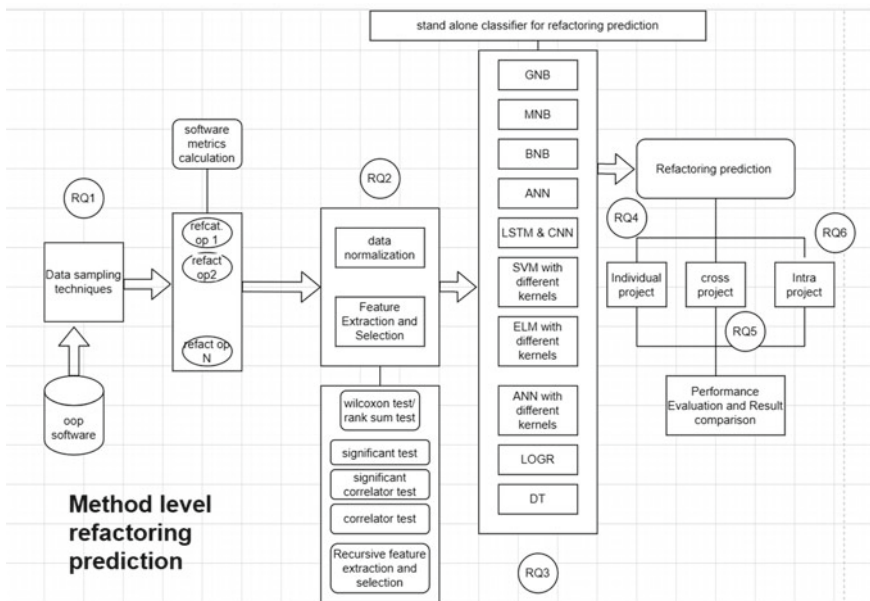 stand alone classifier for refactoring prediction
GNB
MNB
BNB
ANN
LSTM & CNN
SVM with
different
kernels
ELM with
different
kernels
ANN with
different
kernels
LOGR
DT
RQ3
software
metrics
calculation
RQ1
Data sampling
techniques
oop
software
refcat.
op 1
refact
op2
refact op
N
RQ2
data
normalization
Feature
Extraction and
Selection
wilcoxon test/
rank sum test
significant test
significant
correlator test
correlator test
Recursive feature
extraction and
selection
Refactoring prediction
RQ4
RQ6
Individual
project
cross
project
Intra
project
RQ5
Performance
Evaluation and Result
comparison
Method level
refactoring
prediction